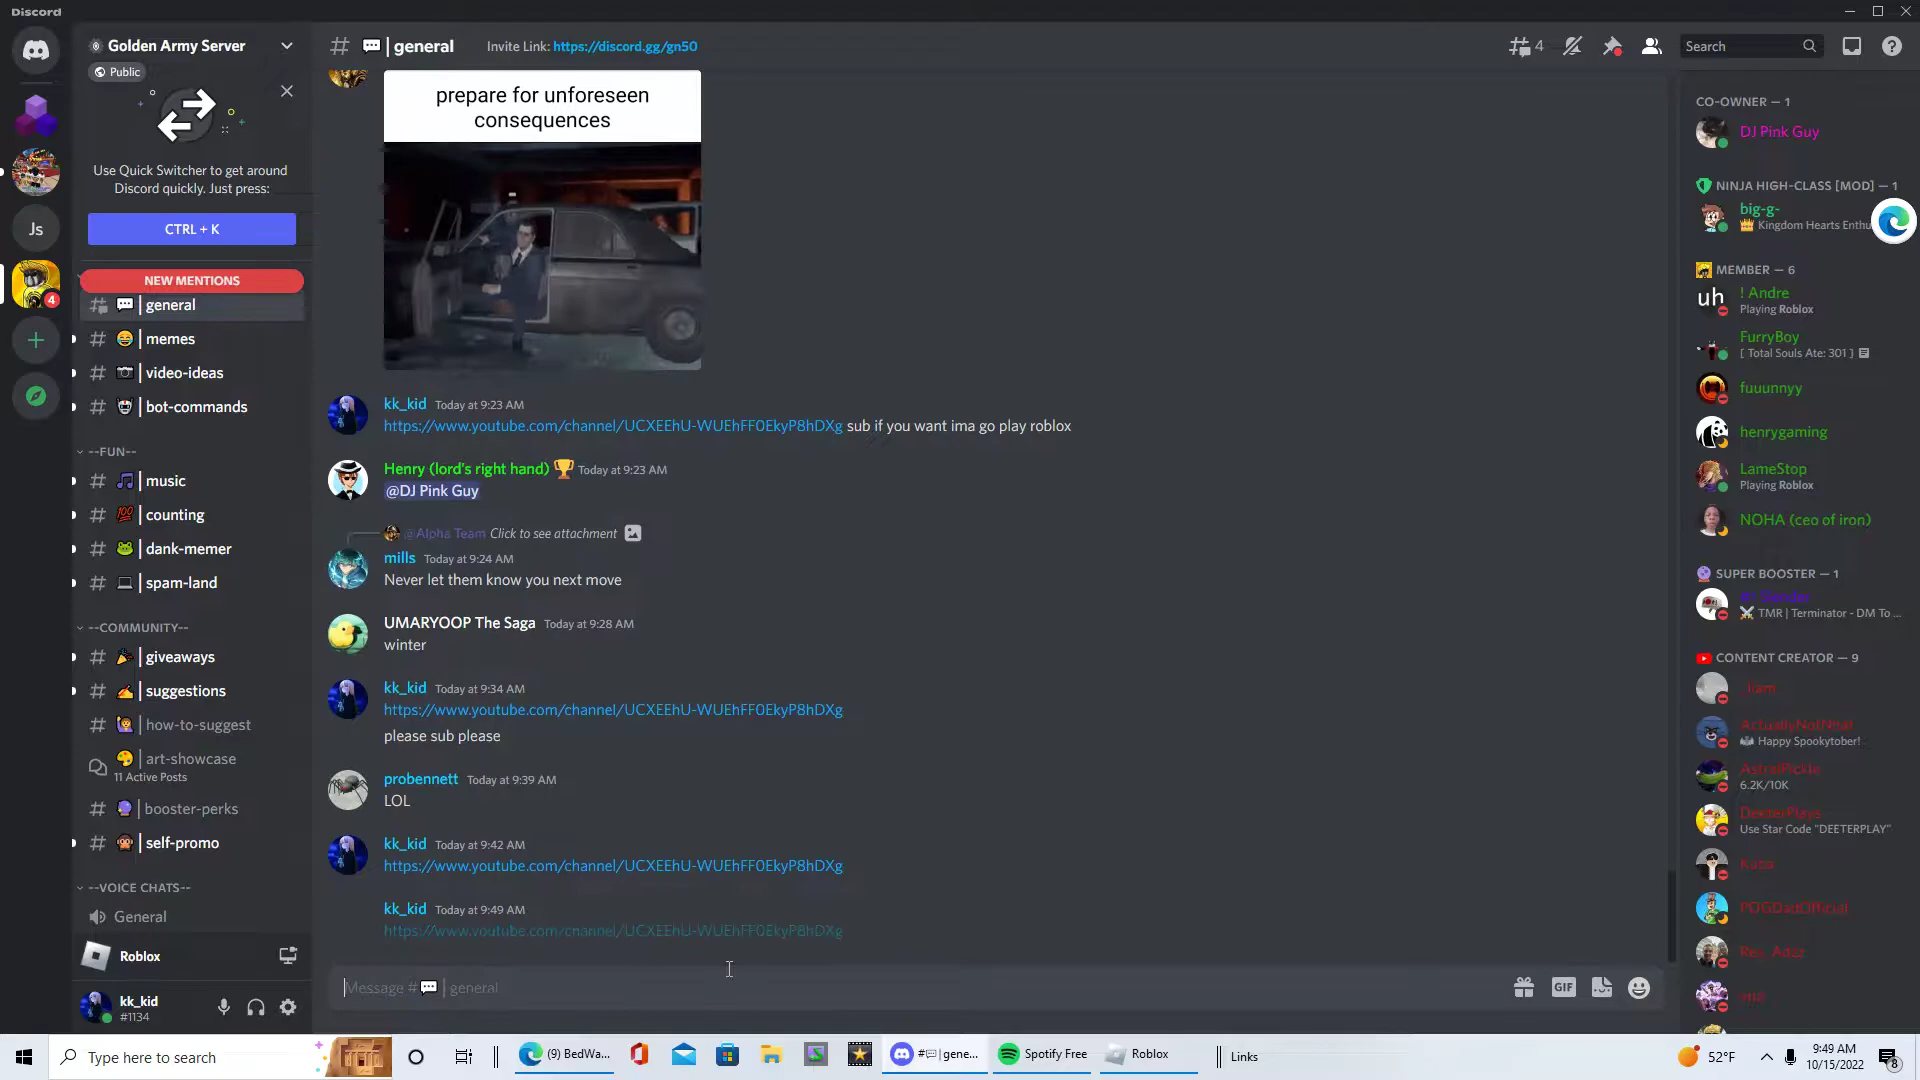 Discord
Golden Army Server
Public
Use Quick Switcher to get around
Discord quickly. Just press:
CTRL + K
NEW MENTIONS
general
memes
video-ideas
bot-commands
--FUN--
music
counting
dank-memer
spam-land
--COMMUNITY--
giveaways
suggestions
how-to-suggest
art-showcase
11 Active Posts
booster-perks
self-promo
--VOICE CHATS--
General
Roblox
kk_kid
#1134
Js
4
# | general
Invite Link: https://discord.gg/gn50
4
Search
prepare for unforeseen
consequences
kk_kid Today at 9:23 AM
https://www.youtube.com/channel/UCXEEhU-WUEhFF0EkyP8hDXg sub if you want ima go play roblox
Henry (lord's right hand) Today at 9:23 AM
@DJ Pink Guy
@Alpha Team Click to see attachment
mills Today at 9:24 AM
Never let them know you next move
UMARYOOP The Saga Today at 9:28 AM
winter
kk_kid Today at 9:34 AM
https://www.youtube.com/channel/UCXEEhU-WUEhFF0EkyP8hDXg
please sub please
probennett Today at 9:39 AM
LOL
kk_kid Today at 9:42 AM
https://www.youtube.com/channel/UCXEEhU-WUEhFF0EkyP8hDXg
kk_kid Today at 9:49 AM
https://www.youtube.com/channel/UCXEEhU-WUEhFF0EkyP8hDXg
Message # | general
GIF
CO-OWNER — 1
DJ Pink Guy
NINJA HIGH-CLASS [MOD] — 1
big-g-
Kingdom Hearts Enthu
MEMBER — 6
uh
! Andre
Playing Roblox
FurryBoy
[ Total Souls Ate: 301 ]
fuuunnyy
henrygaming
LameStop
Playing Roblox
NOHA (ceo of iron)
SUPER BOOSTER — 1
TMR | Terminator - DM To ...
CONTENT CREATOR — 9
ActuallyNotNhat
Happy Spookytober!
AstralPickle
6.2K/10K
DeeterPlays
Use Star Code "DEETERPLAY"
Kuba
PDGDadOfficial
Type here to search
(9) BedWa...
#💬|gene...
Spotify Free
Roblox
Links
52°F
9:49 AM
10/15/2022
8